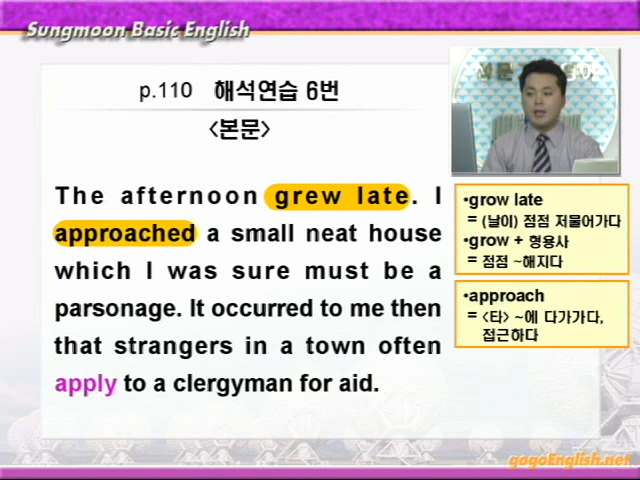 Sungmoon Basic English
p.110 해석연습 6번
<본문>
The afternoon grew late. I
approached a small neat house
which I was sure must be a
parsonage. It occurred to me then
that strangers in a town often
apply to a clergyman for aid.
•grow late
= (날이) 점점 저물어가다
•grow + 형용사
= 점점 ~해지다
•approach
= <타> ~에 다가가다,
접근하다
gogoEnglish.net